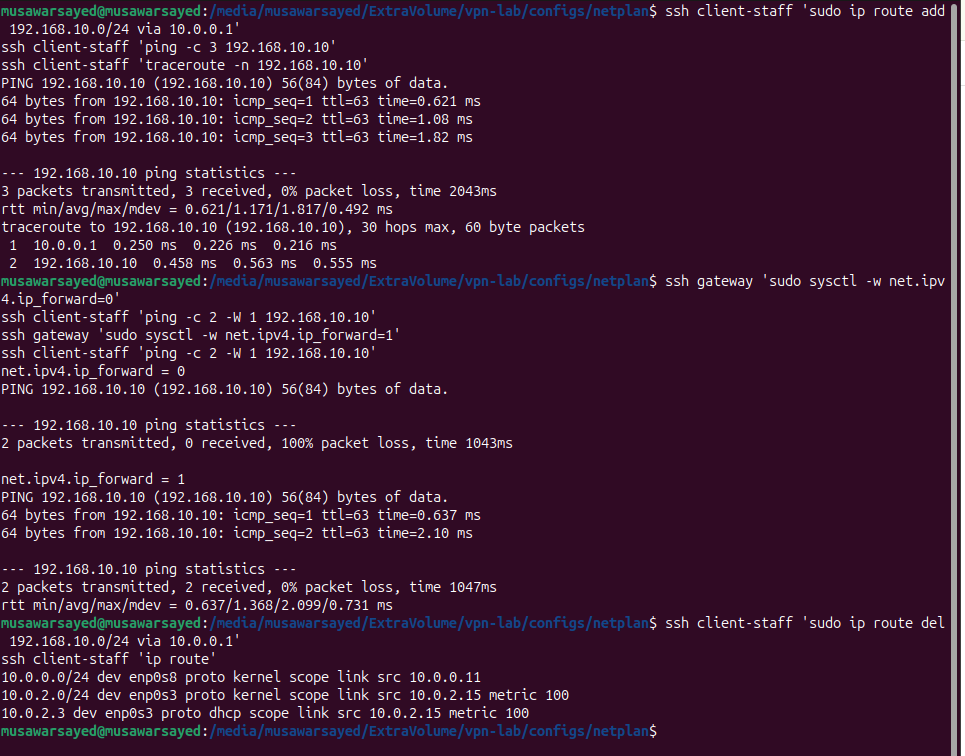 musawarsayed@musawarsayed:/media/musawarsayed/ExtraVolume/vpn-lab/configs/netplan$ ssh client-staff 'sudo ip route add
 192.168.10.0/24 via 10.0.0.1'
ssh client-staff 'ping -c 3 192.168.10.10'
ssh client-staff 'traceroute -n 192.168.10.10'
PING 192.168.10.10 (192.168.10.10) 56(84) bytes of data.
64 bytes from 192.168.10.10: icmp_seq=1 ttl=63 time=0.621 ms
64 bytes from 192.168.10.10: icmp_seq=2 ttl=63 time=1.08 ms
64 bytes from 192.168.10.10: icmp_seq=3 ttl=63 time=1.82 ms

--- 192.168.10.10 ping statistics ---
3 packets transmitted, 3 received, 0% packet loss, time 2043ms
rtt min/avg/max/mdev = 0.621/1.171/1.817/0.492 ms
traceroute to 192.168.10.10 (192.168.10.10), 30 hops max, 60 byte packets
 1  10.0.0.1  0.250 ms  0.226 ms  0.216 ms
 2  192.168.10.10  0.458 ms  0.563 ms  0.555 ms
musawarsayed@musawarsayed:/media/musawarsayed/ExtraVolume/vpn-lab/configs/netplan$ ssh gateway 'sudo sysctl -w net.ipv
4.ip_forward=0'
ssh client-staff 'ping -c 2 -W 1 192.168.10.10'
ssh gateway 'sudo sysctl -w net.ipv4.ip_forward=1'
ssh client-staff 'ping -c 2 -W 1 192.168.10.10'
net.ipv4.ip_forward = 0
PING 192.168.10.10 (192.168.10.10) 56(84) bytes of data.

--- 192.168.10.10 ping statistics ---
2 packets transmitted, 0 received, 100% packet loss, time 1043ms

net.ipv4.ip_forward = 1
PING 192.168.10.10 (192.168.10.10) 56(84) bytes of data.
64 bytes from 192.168.10.10: icmp_seq=1 ttl=63 time=0.637 ms
64 bytes from 192.168.10.10: icmp_seq=2 ttl=63 time=2.10 ms

--- 192.168.10.10 ping statistics ---
2 packets transmitted, 2 received, 0% packet loss, time 1047ms
rtt min/avg/max/mdev = 0.637/1.368/2.099/0.731 ms
musawarsayed@musawarsayed:/media/musawarsayed/ExtraVolume/vpn-lab/configs/netplan$ ssh client-staff 'sudo ip route del
 192.168.10.0/24 via 10.0.0.1'
ssh client-staff 'ip route'
10.0.0.0/24 dev enp0s8 proto kernel scope link src 10.0.0.11
10.0.2.0/24 dev enp0s3 proto kernel scope link src 10.0.2.15 metric 100
10.0.2.3 dev enp0s3 proto dhcp scope link src 10.0.2.15 metric 100
musawarsayed@musawarsayed:/media/musawarsayed/ExtraVolume/vpn-lab/configs/netplan$